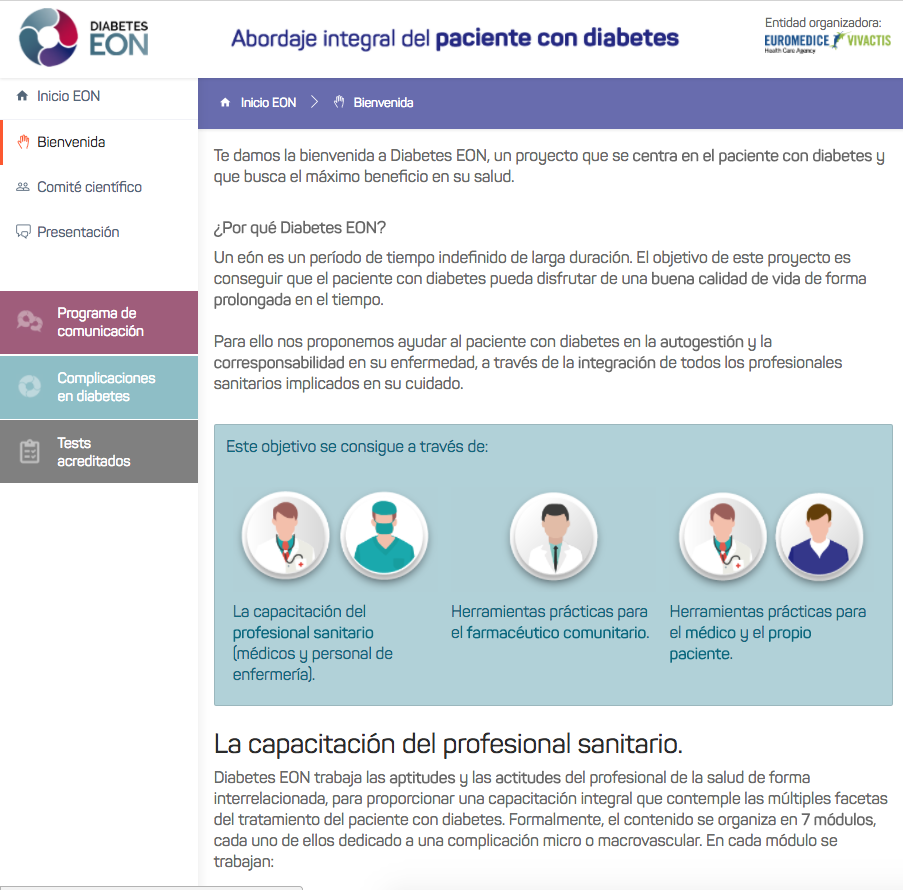 DIABETES
EON
Abordaje integral del paciente con diabetes
Entidad organizadora:
EUROMEDICE VIVACTIS
Health Care Agency
Inicio EON
Bienvenida
Comité científico
Presentación
Programa de
comunicación
Complicaciones
en diabetes
Tests
acreditados
Inicio EON > Bienvenida
Te damos la bienvenida a Diabetes EON, un proyecto que se centra en el paciente con diabetes y
que busca el máximo beneficio en su salud.
¿Por qué Diabetes EON?
Un eón es un período de tiempo indefinido de larga duración. El objetivo de este proyecto es
conseguir que el paciente con diabetes pueda disfrutar de una buena calidad de vida de forma
prolongada en el tiempo.
Para ello nos proponemos ayudar al paciente con diabetes en la autogestión y la
corresponsabilidad en su enfermedad, a través de la integración de todos los profesionales
sanitarios implicados en su cuidado.
Este objetivo se consigue a través de:
La capacitación del
profesional sanitario
(médicos y personal de
enfermería).
Herramientas prácticas para
el farmacéutico comunitario.
Herramientas prácticas para
el médico y el propio
paciente.
La capacitación del profesional sanitario.
Diabetes EON trabaja las aptitudes y las actitudes del profesional de la salud de forma
interrelacionada, para proporcionar una capacitación integral que contemple las múltiples facetas
del tratamiento del paciente con diabetes. Formalmente, el contenido se organiza en 7 módulos,
cada uno de ellos dedicado a una complicación micro o macrovascular. En cada módulo se
trabajan: